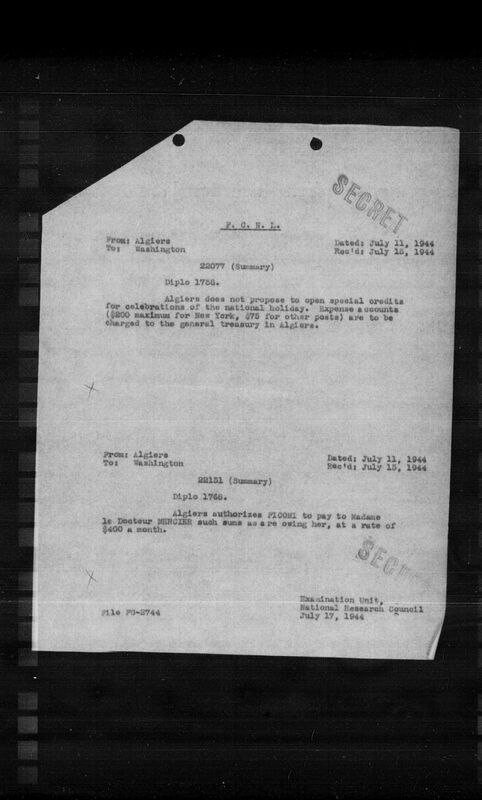 SECRET
F. C. N. L.
From: Algiers Dated: July 11, 1944
To: Washington Rec'd: July 15, 1944
22077 (Summary)
Diplo 1758.
Algiers does not propose to open special credits
for celebrations of the national holiday. Expense accounts
($200 maximum for New York, $75 for other posts) are to be
charged to the general treasury in Algiers.
From: Algiers Dated: July 11, 1944
To: Washington Rec'd: July 15, 1944
22151 (Summary)
Diplo 1768.
Algiers authorizes FICOMI to pay to Madame
le Docteur MERCIER such sums as are owing her, at a rate of
$400 a month.
SEC
Examination Unit,
National Research Council
File FG-2744 July 17, 1944